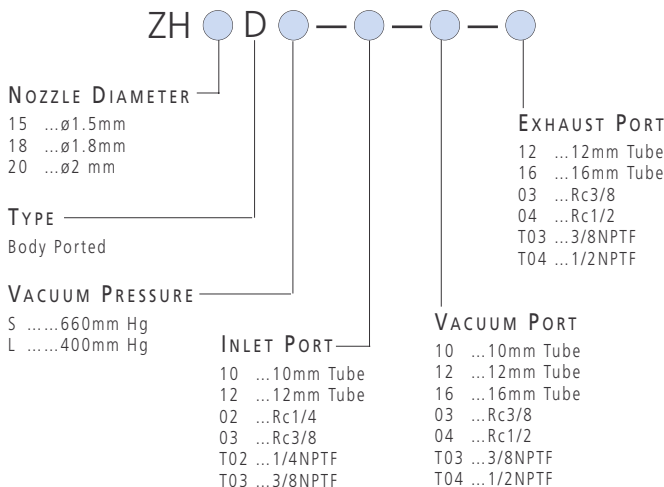 ZH D — — —
NOZZLE DIAMETER
15 ...ø1.5mm
18 ...ø1.8mm
20 ...ø2 mm
TYPE
Body Ported
VACUUM PRESSURE
S ......660mm Hg
L ......400mm Hg
INLET PORT
10 ...10mm Tube
12 ...12mm Tube
02 ...Rc1/4
03 ...Rc3/8
T02 ...1/4NPTF
T03 ...3/8NPTF
VACUUM PORT
10 ...10mm Tube
12 ...12mm Tube
16 ...16mm Tube
03 ...Rc3/8
04 ...Rc1/2
T03 ...3/8NPTF
T04 ...1/2NPTF
EXHAUST PORT
12 ...12mm Tube
16 ...16mm Tube
03 ...Rc3/8
04 ...Rc1/2
T03 ...3/8NPTF
T04 ...1/2NPTF